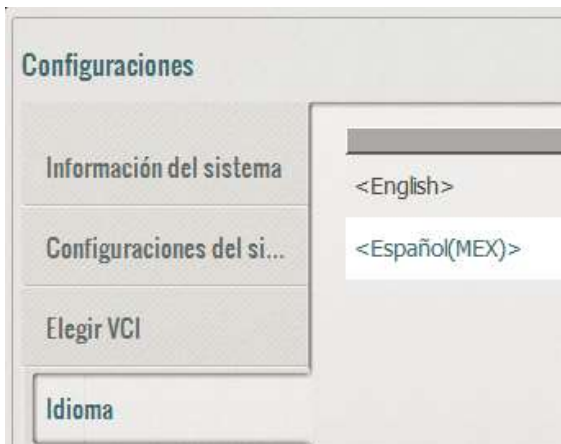 Configuraciones
Información del sistema
<English>
Configuraciones del si...
<Español(MEX)>
Elegir VCI
Idioma